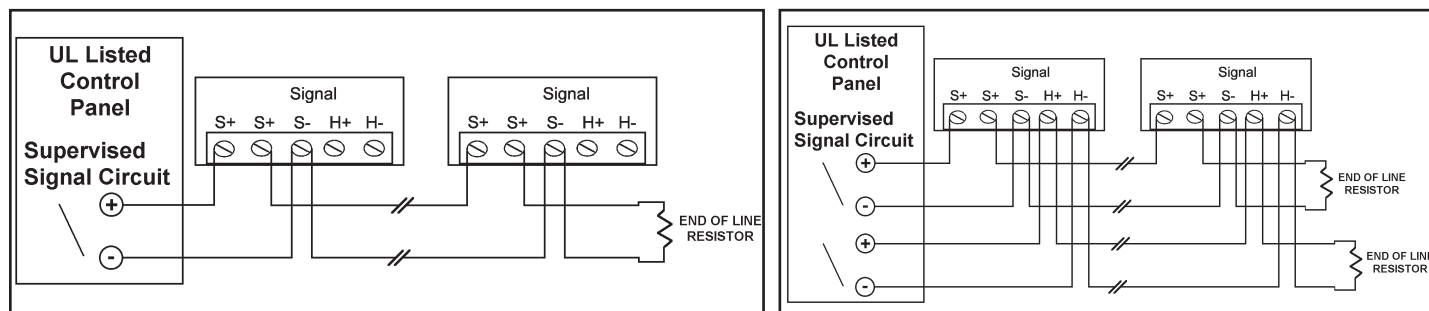 UL Listed
Control
Panel
Supervised
Signal Circuit
+
-
Signal
S+ S+ S- H+ H-
Signal
S+ S+ S- H+ H-
END OF LINE
RESISTOR
UL Listed
Control
Panel
Supervised
Signal Circuit
+
-
+
-
Signal
S+ S+ S- H+ H-
Signal
S+ S+ S- H+ H-
END OF LINE
RESISTOR
END OF LINE
RESISTOR